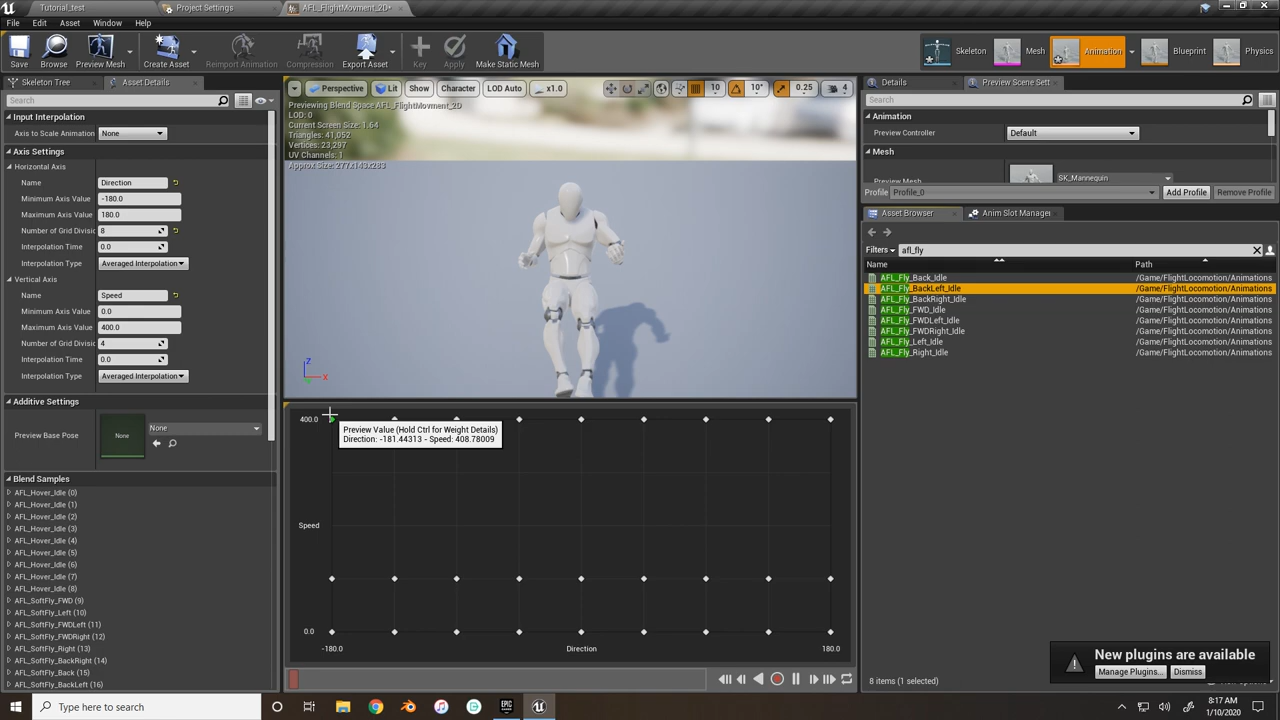 Tutorial_test
Project Settings
AFL_FlightMovment_2D*
File Edit Asset Window Help
Save
Browse
Preview Mesh
Create Asset
Reimport Animation
Compression
Export Asset
Key
Apply
Make Static Mesh
Skeleton
Mesh
Animation
Blueprint
Physics
Skeleton Tree
Asset Details
Search
Input Interpolation
Axis to Scale Animation None
Axis Settings
Horizontal Axis
Name Direction
Minimum Axis Value -180.0
Maximum Axis Value 180.0
Number of Grid Divisic 8
Interpolation Time 0.0
Interpolation Type Averaged Interpolation
Vertical Axis
Name Speed
Minimum Axis Value 0.0
Maximum Axis Value 400.0
Number of Grid Divisic 4
Interpolation Time 0.0
Interpolation Type Averaged Interpolation
Additive Settings
Preview Base Pose None None
Blend Samples
AFL_Hover_Idle (0)
AFL_Hover_Idle (1)
AFL_Hover_Idle (2)
AFL_Hover_Idle (3)
AFL_Hover_Idle (4)
AFL_Hover_Idle (5)
AFL_Hover_Idle (6)
AFL_Hover_Idle (7)
AFL_Hover_Idle (8)
AFL_SoftFly_FWD (9)
AFL_SoftFly_Left (10)
AFL_SoftFly_FWDLeft (11)
AFL_SoftFly_FWDRight (12)
AFL_SoftFly_Right (13)
AFL_SoftFly_BackRight (14)
AFL_SoftFly_Back (15)
AFL_SoftFly_BackLeft (16)
Perspective Lit Show Character LOD Auto x1.0 10 10° 0.25 4
Previewing Blend Space AFL_FlightMovment_2D
LOD: 0
Current Screen Size: 1.64
Triangles: 41,052
Vertices: 23,297
UV Channels: 1
Approx Size: 277x143x283
Z
X
400.0
Preview Value (Hold Ctrl for Weight Details)
Direction: -181.44313 - Speed: 408.78009
Speed
0.0
-180.0 Direction 180.0
Details
Preview Scene Sett
Search
Animation
Preview Controller Default
Mesh
Preview Mesh SK_Mannequin
Profile Profile_0 Add Profile Remove Profile
Asset Browser
Anim Slot Manager
Filters afl_fly
Name Path
AFL_Fly_Back_Idle /Game/FlightLocomotion/Animations
AFL_Fly_BackLeft_Idle /Game/FlightLocomotion/Animations
AFL_Fly_BackRight_Idle /Game/FlightLocomotion/Animations
AFL_Fly_FWD_Idle /Game/FlightLocomotion/Animations
AFL_Fly_FWDLeft_Idle /Game/FlightLocomotion/Animations
AFL_Fly_FWDRight_Idle /Game/FlightLocomotion/Animations
AFL_Fly_Left_Idle /Game/FlightLocomotion/Animations
AFL_Fly_Right_Idle /Game/FlightLocomotion/Animations
New plugins are available
Manage Plugins... Dismiss
8 items (1 selected)
Type here to search
8:17 AM
1/10/2020